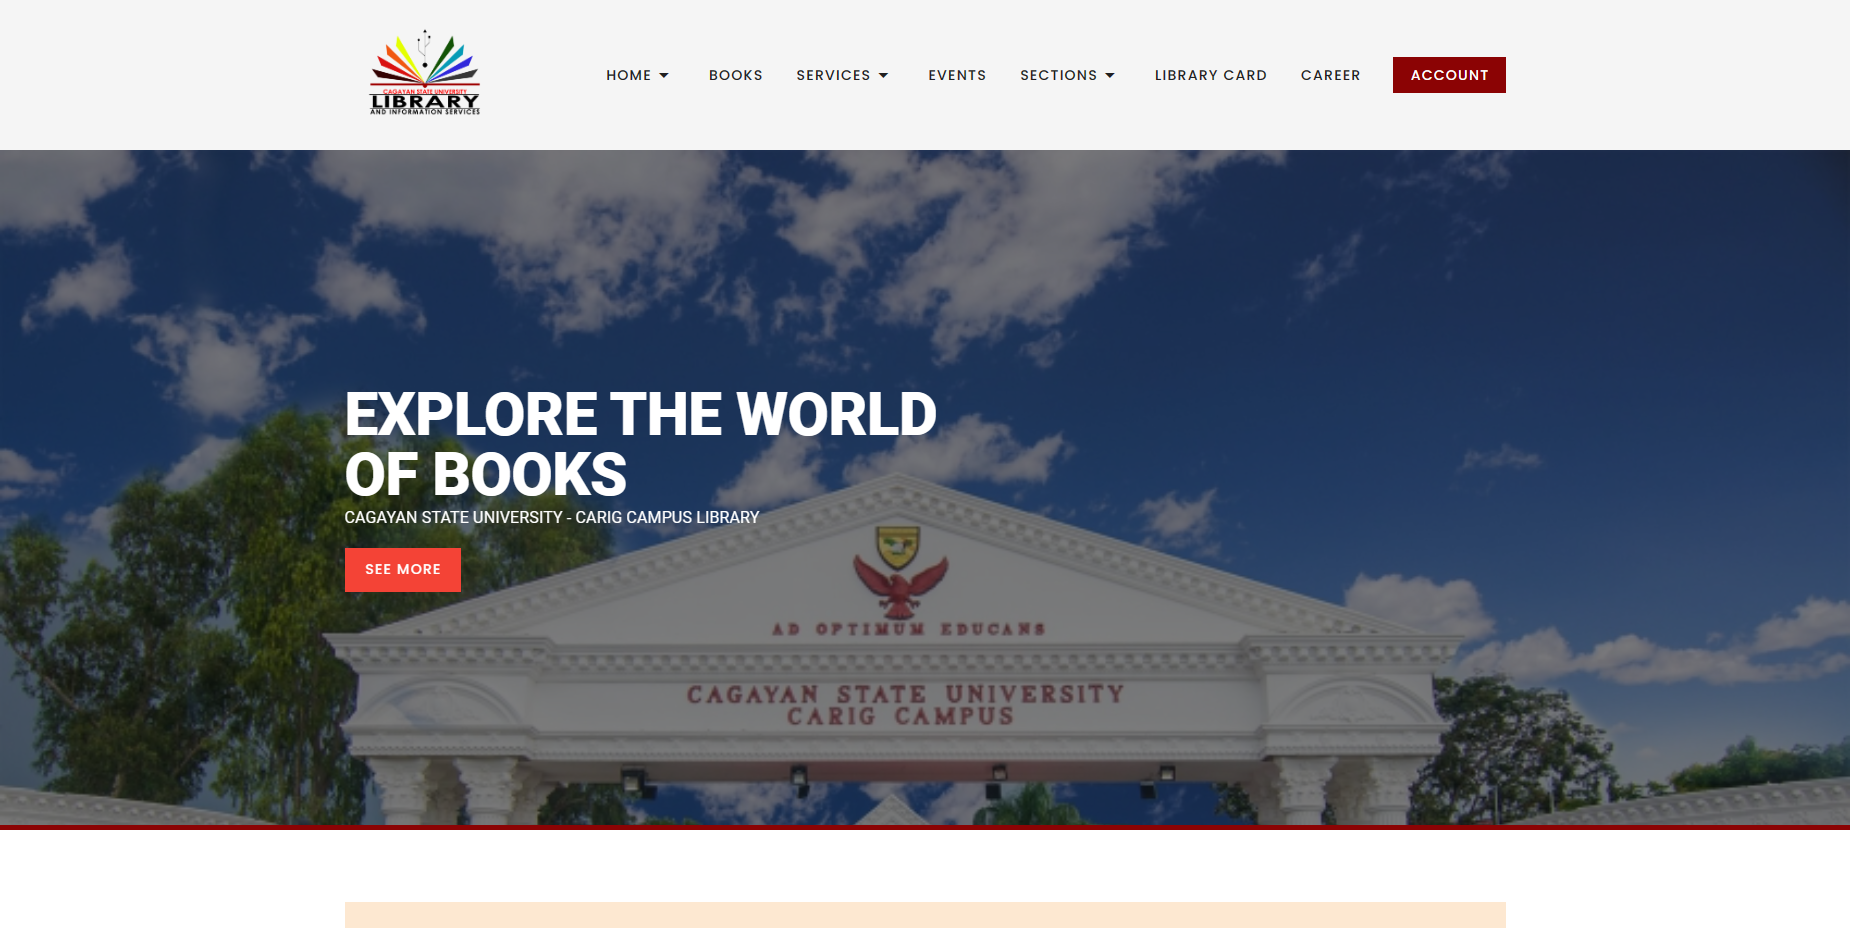 CAGAYAN STATE UNIVERSITY
LIBRARY
AND INFORMATION SERVICES
HOME
BOOKS
SERVICES
EVENTS
SECTIONS
LIBRARY CARD
CAREER
ACCOUNT
EXPLORE THE WORLD
OF BOOKS
CAGAYAN STATE UNIVERSITY - CARIG CAMPUS LIBRARY
SEE MORE
AD OPTIMUM EDUCANS
CAGAYAN STATE UNIVERSITY
CARIG CAMPUS